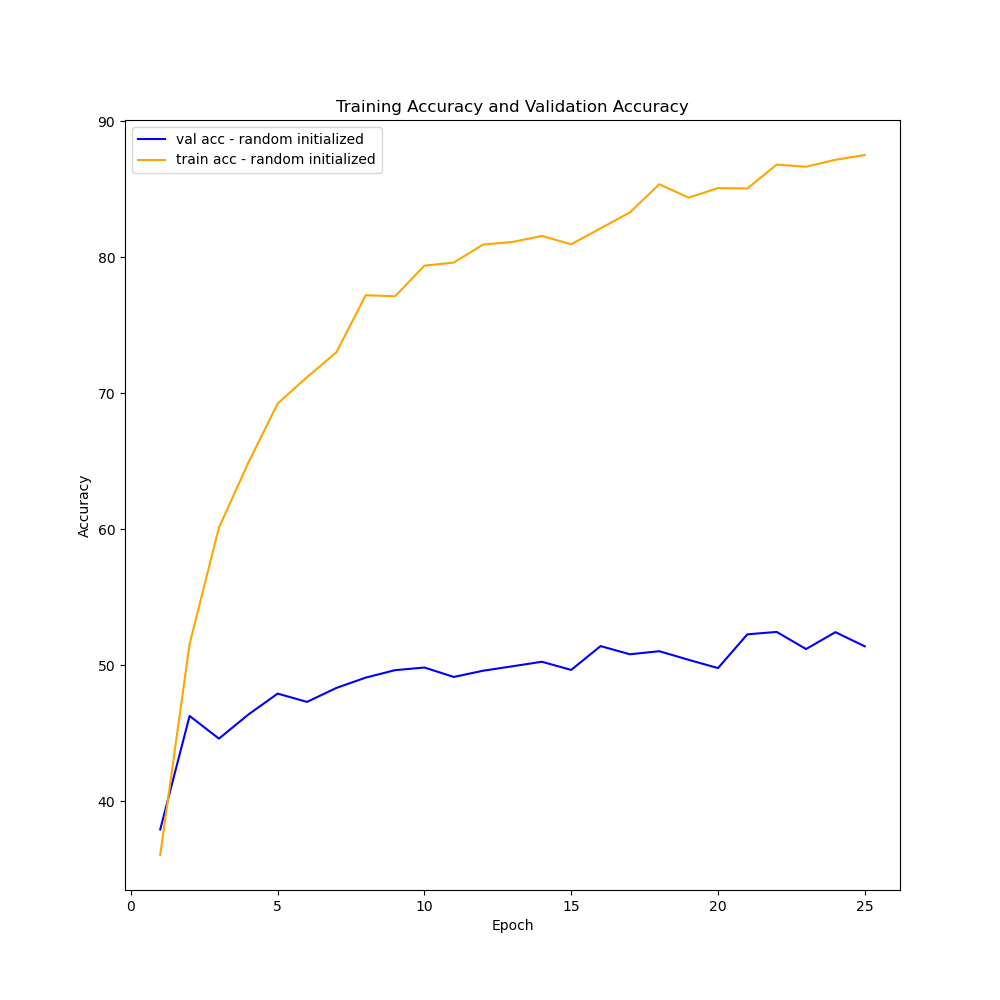 Training Accuracy and Validation Accuracy
val acc - random initialized
train acc - random initialized
90
80
70
60
50
40
Accuracy
0 5 10 15 20 25
Epoch